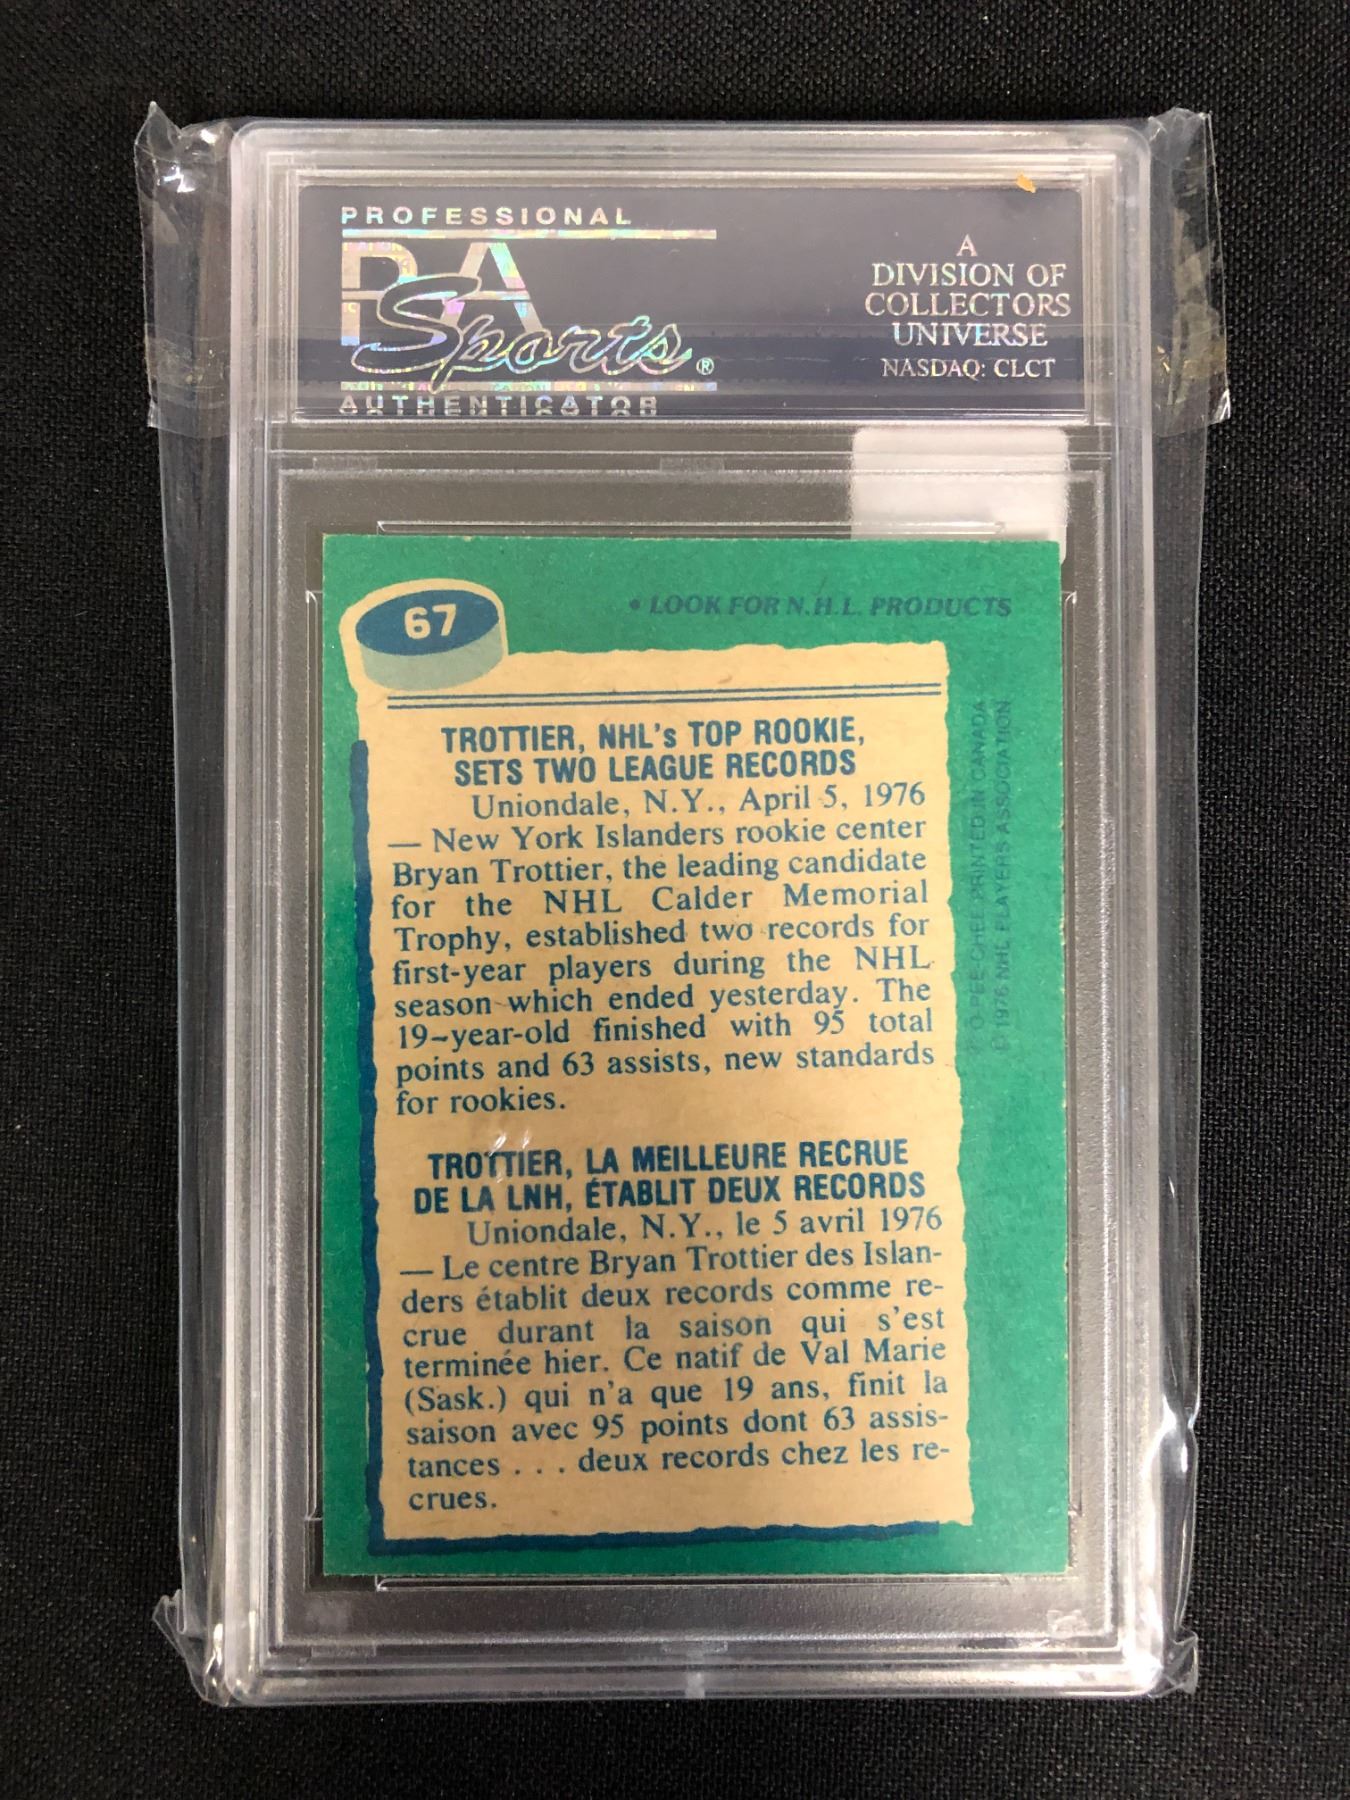 PROFESSIONAL
PSA
Sports®
AUTHENTICATOR
A
DIVISION OF
COLLECTORS
UNIVERSE
NASDAQ: CLCT
67
• LOOK FOR N.H.L. PRODUCTS
TROTTIER, NHL's TOP ROOKIE,
SETS TWO LEAGUE RECORDS
Uniondale, N.Y., April 5, 1976
— New York Islanders rookie center
Bryan Trottier, the leading candidate
for the NHL Calder Memorial
Trophy, established two records for
first-year players during the NHL
season which ended yesterday. The
19-year-old finished with 95 total
points and 63 assists, new standards
for rookies.
TROTTIER, LA MEILLEURE RECRUE
DE LA LNH, ÉTABLIT DEUX RECORDS
Uniondale, N.Y., le 5 avril 1976
— Le centre Bryan Trottier des Islan-
ders établit deux records comme re-
crue durant la saison qui s'est
terminée hier. Ce natif de Val Marie
(Sask.) qui n'a que 19 ans, finit la
saison avec 95 points dont 63 assis-
tances . . . deux records chez les re-
crues.
O-PEE-CHEE PRINTED IN CANADA
© 1976 NHL PLAYERS ASSOCIATION